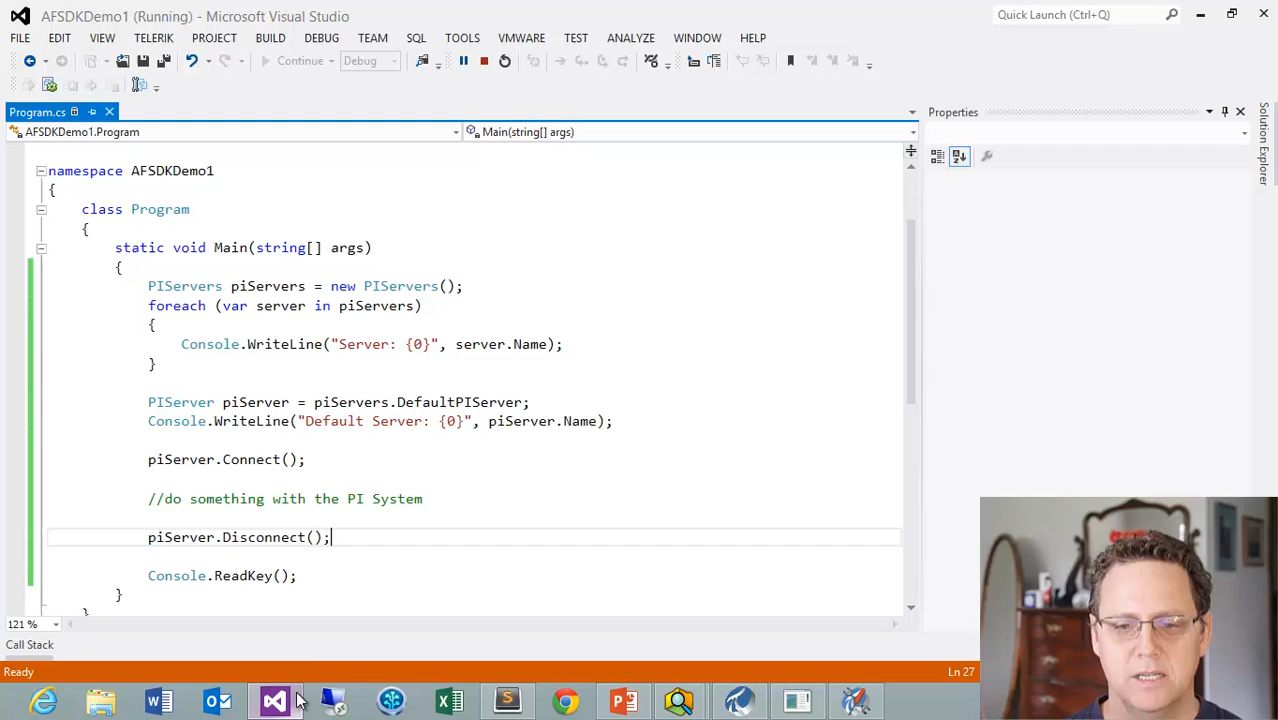 AFSDKDemo1 (Running) - Microsoft Visual Studio
Quick Launch (Ctrl+Q)
FILE EDIT VIEW TELERIK PROJECT BUILD DEBUG TEAM SQL TOOLS VMWARE TEST ANALYZE WINDOW HELP
Continue Debug
Program.cs
Properties
Solution Explorer
AFSDKDemo1.Program
Main(string[] args)
namespace AFSDKDemo1
{
class Program
{
static void Main(string[] args)
{
PIServers piServers = new PIServers();
foreach (var server in piServers)
{
Console.WriteLine("Server: {0}", server.Name);
}
PIServer piServer = piServers.DefaultPIServer;
Console.WriteLine("Default Server: {0}", piServer.Name);
piServer.Connect();
//do something with the PI System
piServer.Disconnect();
Console.ReadKey();
}
}
121 %
Call Stack
Ready
Ln 27